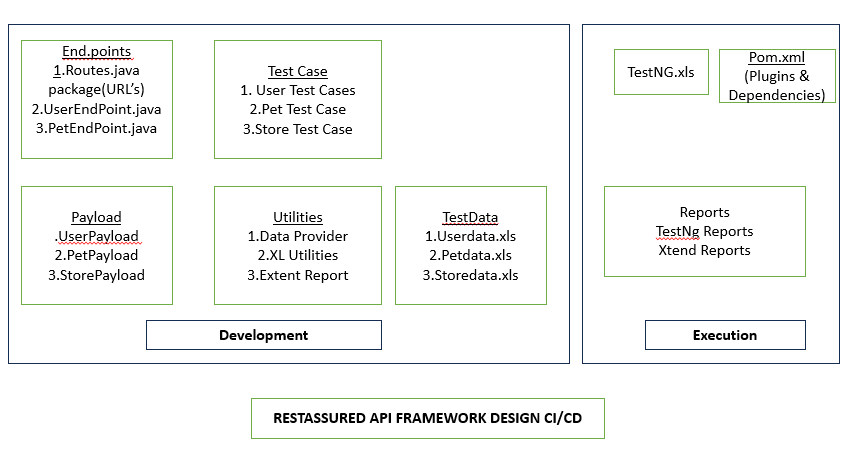 End.points
1.Routes.java
package(URL’s)
2.UserEndPoint.java
3.PetEndPoint.java
Test Case
1. User Test Cases
2.Pet Test Case
3.Store Test Case
Payload
.UserPayload
2.PetPayload
3.StorePayload
Utilities
1.Data Provider
2.XL Utilities
3.Extent Report
TestData
1.Userdata.xls
2.Petdata.xls
3.Storedata.xls
Development
TestNG.xls
Pom.xml
(Plugins &
Dependencies)
Reports
TestNg Reports
Xtend Reports
Execution
RESTASSURED API FRAMEWORK DESIGN CI/CD